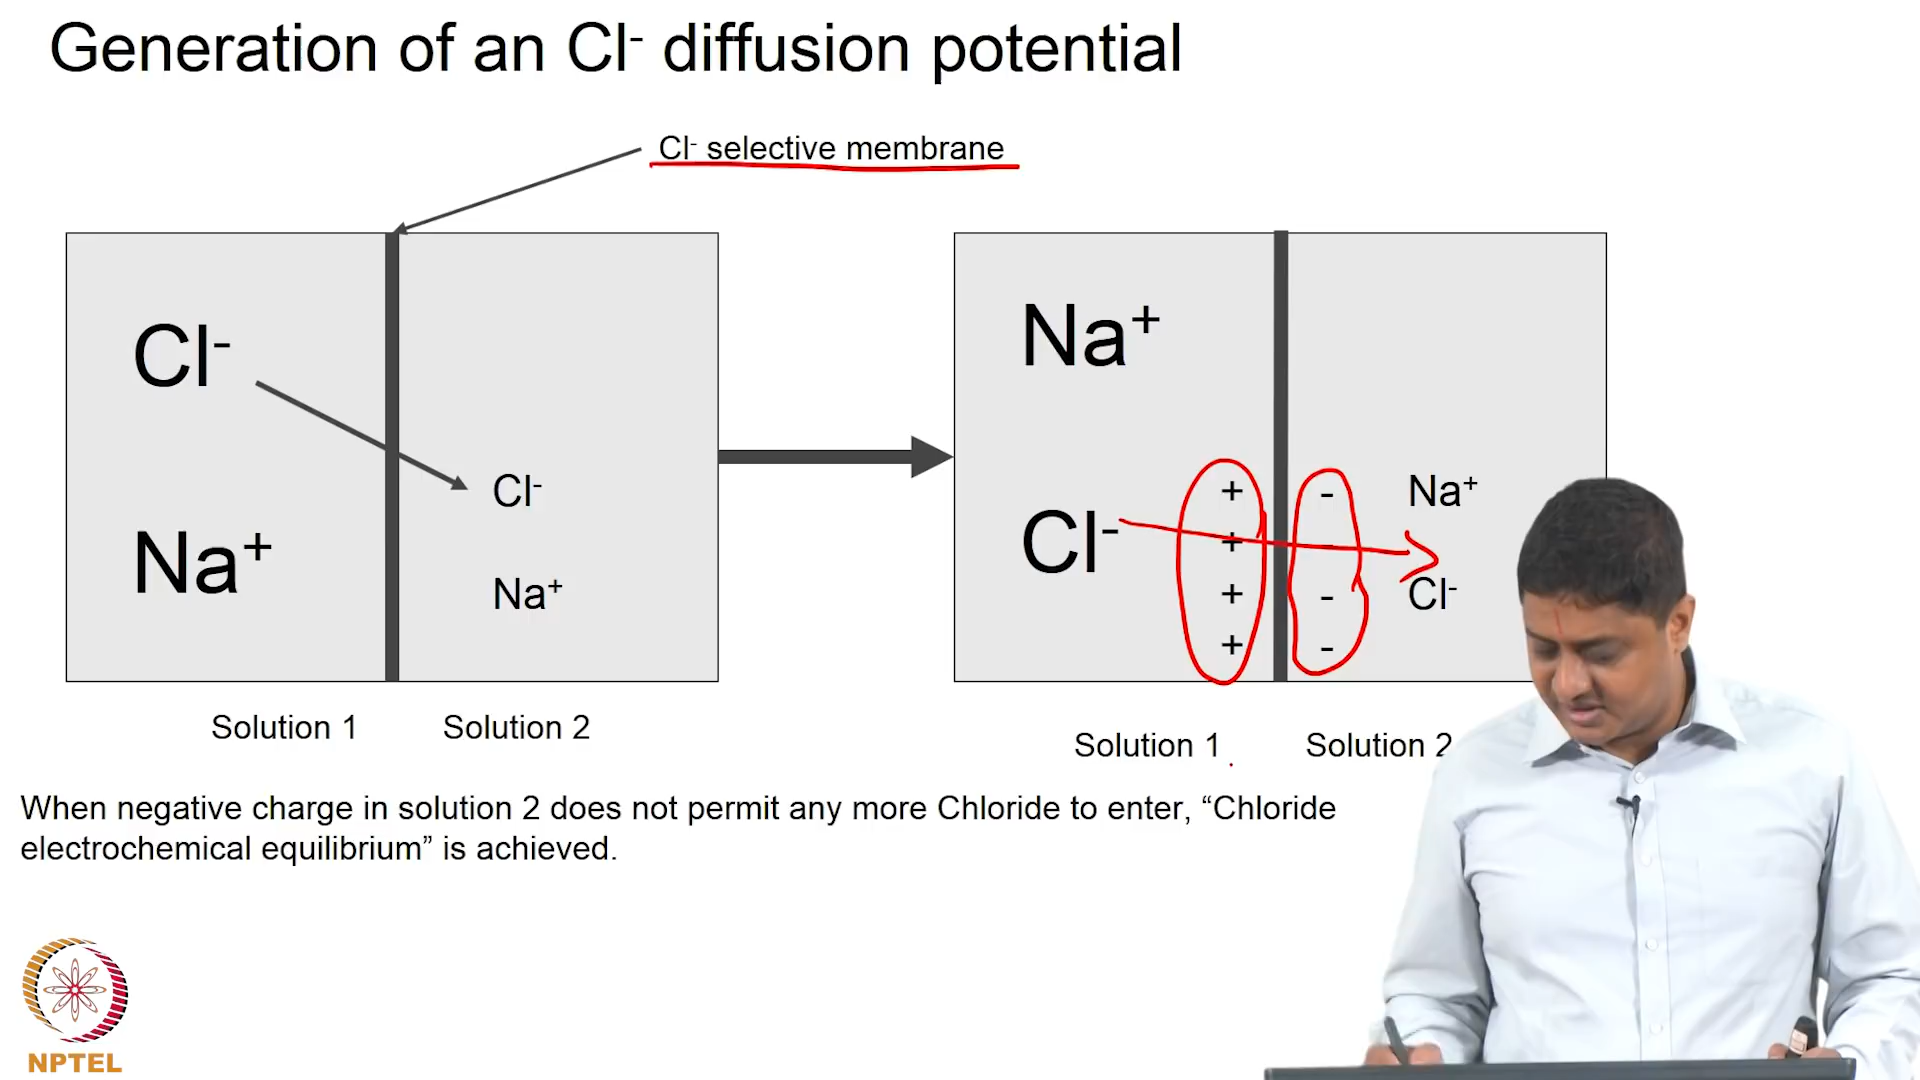 Generation of an Cl⁻ diffusion potential
Cl⁻ selective membrane
Cl⁻
Na⁺
Cl⁻
Na⁺
Solution 1
Solution 2
Na⁺
Cl⁻
+
+
+
+
-
-
-
Na⁺
Cl⁻
Solution 1
Solution 2
When negative charge in solution 2 does not permit any more Chloride to enter, “Chloride
electrochemical equilibrium” is achieved.
NPTEL